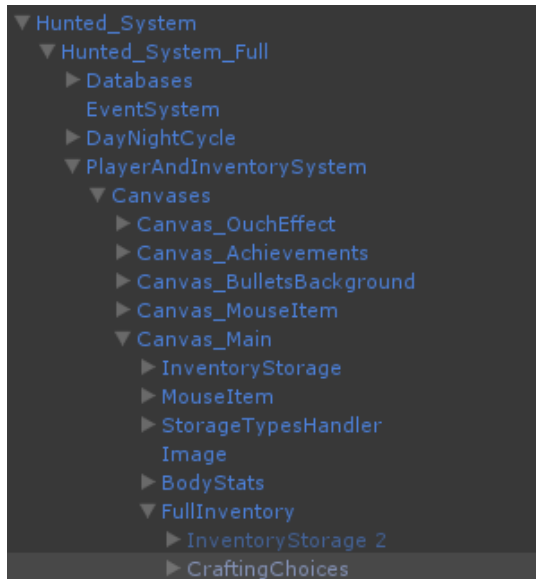 Hunted_System
Hunted_System_Full
Databases
EventSystem
DayNightCycle
PlayerAndInventorySystem
Canvases
Canvas_OuchEffect
Canvas_Achievements
Canvas_BulletsBackground
Canvas_MouseItem
Canvas_Main
InventoryStorage
MouseItem
StorageTypesHandler
Image
BodyStats
FullInventory
InventoryStorage 2
CraftingChoices